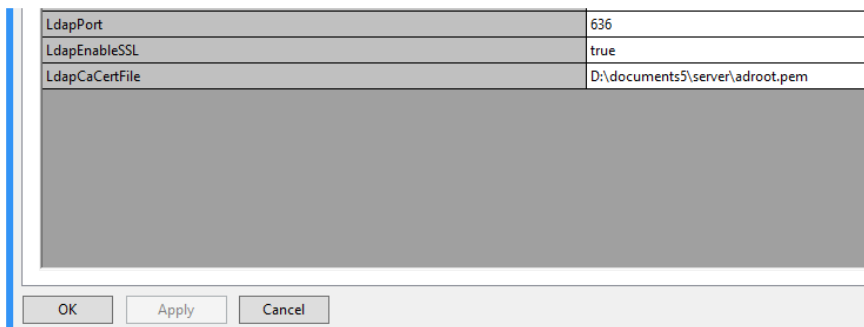 LdapPort 636
LdapEnableSSL true
LdapCaCertFile D:\documents5\server\adroot.pem
OK Apply Cancel